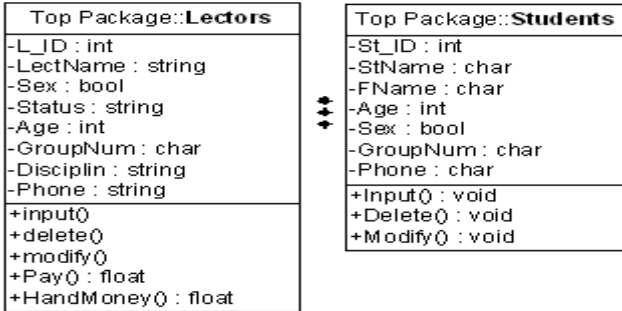 Top Package::Lectors
-L_ID : int
-LectName : string
-Sex : bool
-Status : string
-Age : int
-GroupNum : char
-Disciplin : string
-Phone : string
+input()
+delete()
+modify()
+Pay() : float
+HandMoney() : float
Top Package::Students
-St_ID : int
-StName : char
-FName : char
-Age : int
-Sex : bool
-GroupNum : char
-Phone : char
+Input() : void
+Delete() : void
+Modify() : void